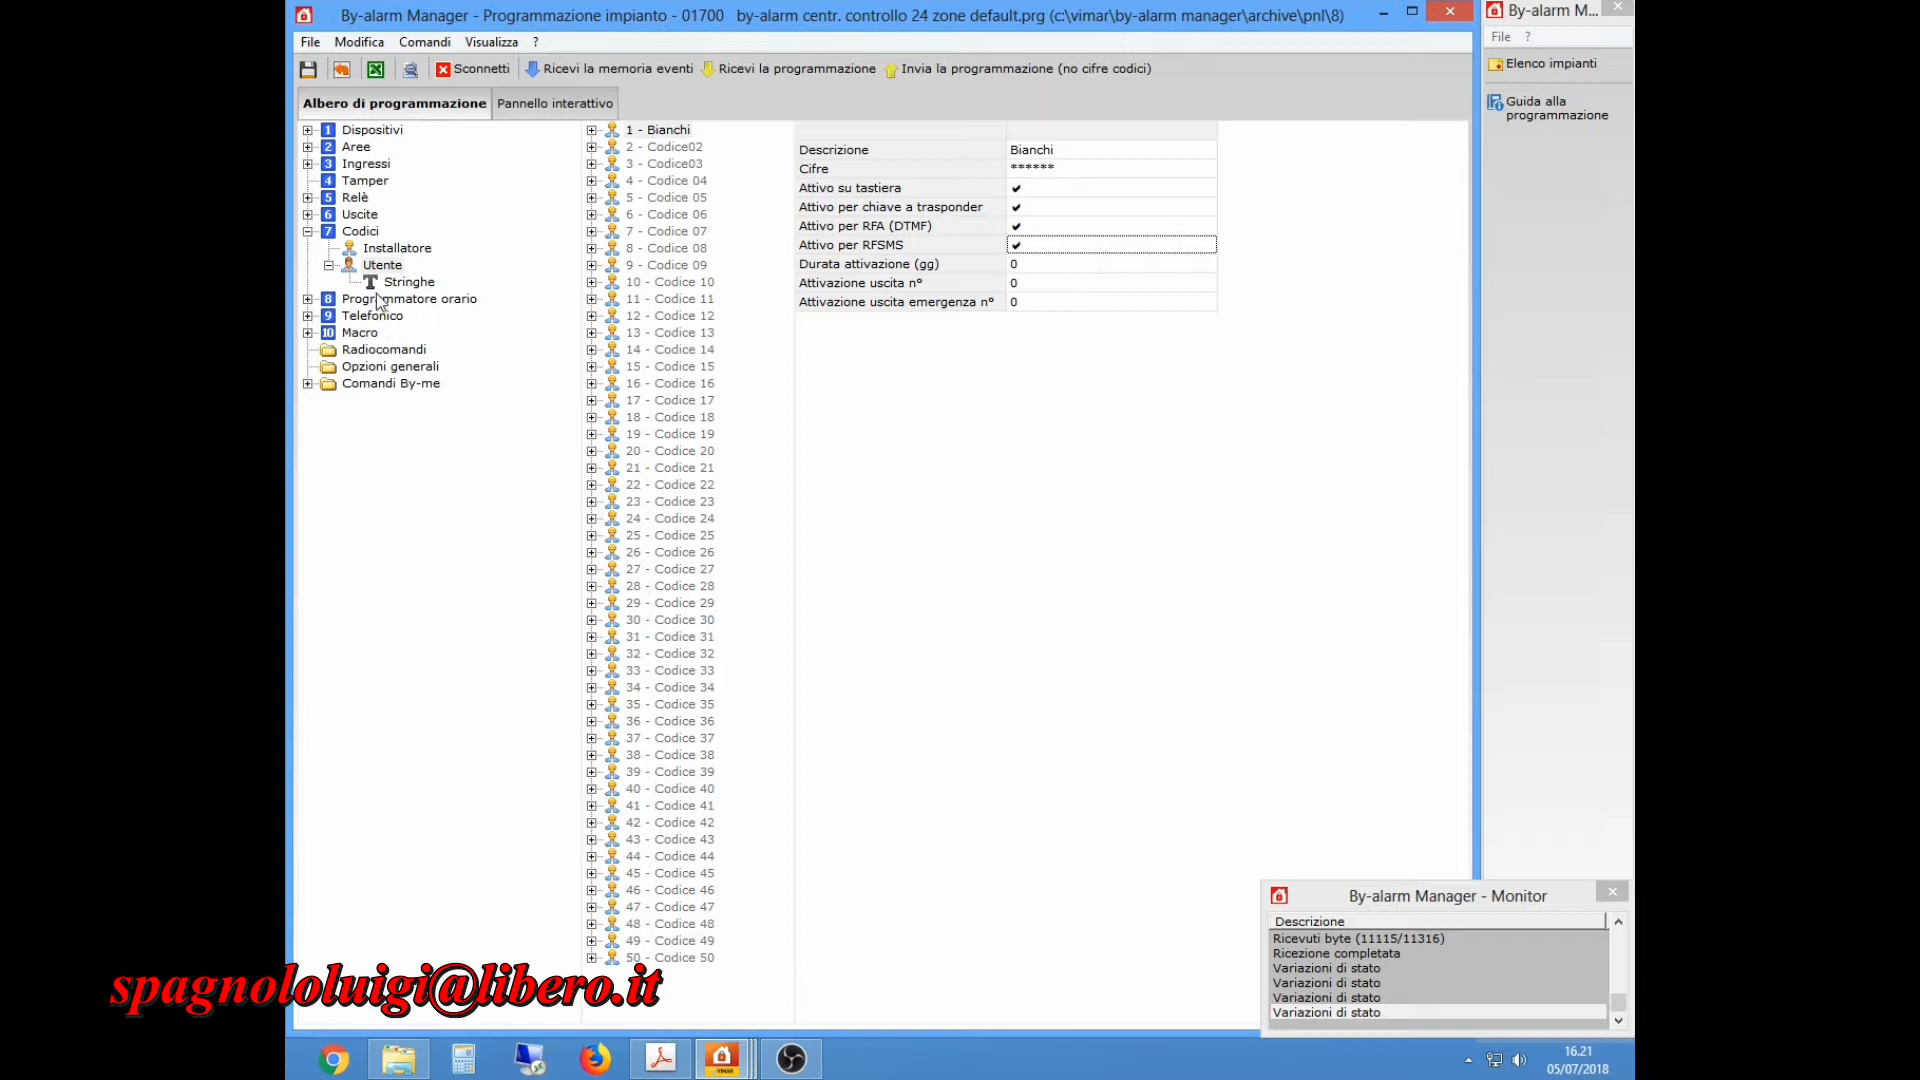 By-alarm Manager - Programmazione impianto - 01700 by-alarm centr. controllo 24 zone default.prg (c:\vimar\by-alarm manager\archive\pnl\8)
File Modifica Comandi Visualizza ?
Sconnetti Ricevi la memoria eventi Ricevi la programmazione Invia la programmazione (no cifre codici)
Albero di programmazione Pannello interattivo
1 Dispositivi
2 Aree
3 Ingressi
4 Tamper
5 Relè
6 Uscite
7 Codici
Installatore
Utente
Stringhe
8 Programmatore orario
9 Telefonico
10 Macro
Radiocomandi
Opzioni generali
Comandi By-me
1 - Bianchi
2 - Codice02
3 - Codice03
4 - Codice 04
5 - Codice 05
6 - Codice 06
7 - Codice 07
8 - Codice 08
9 - Codice 09
10 - Codice 10
11 - Codice 11
12 - Codice 12
13 - Codice 13
14 - Codice 14
15 - Codice 15
16 - Codice 16
17 - Codice 17
18 - Codice 18
19 - Codice 19
20 - Codice 20
21 - Codice 21
22 - Codice 22
23 - Codice 23
24 - Codice 24
25 - Codice 25
26 - Codice 26
27 - Codice 27
28 - Codice 28
29 - Codice 29
30 - Codice 30
31 - Codice 31
32 - Codice 32
33 - Codice 33
34 - Codice 34
35 - Codice 35
36 - Codice 36
37 - Codice 37
38 - Codice 38
39 - Codice 39
40 - Codice 40
41 - Codice 41
42 - Codice 42
43 - Codice 43
44 - Codice 44
45 - Codice 45
46 - Codice 46
47 - Codice 47
48 - Codice 48
49 - Codice 49
50 - Codice 50
Descrizione Bianchi
Cifre ******
Attivo su tastiera ✔
Attivo per chiave a trasponder ✔
Attivo per RFA (DTMF) ✔
Attivo per RFSMS ✔
Durata attivazione (gg) 0
Attivazione uscita n° 0
Attivazione uscita emergenza n° 0
By-alarm M...
File ?
Elenco impianti
Guida alla
programmazione
By-alarm Manager - Monitor
Descrizione
Ricevuti byte (11115/11316)
Ricezione completata
Variazioni di stato
Variazioni di stato
Variazioni di stato
Variazioni di stato
spagnololuigi@libero.it
VIMAR
16.21
05/07/2018